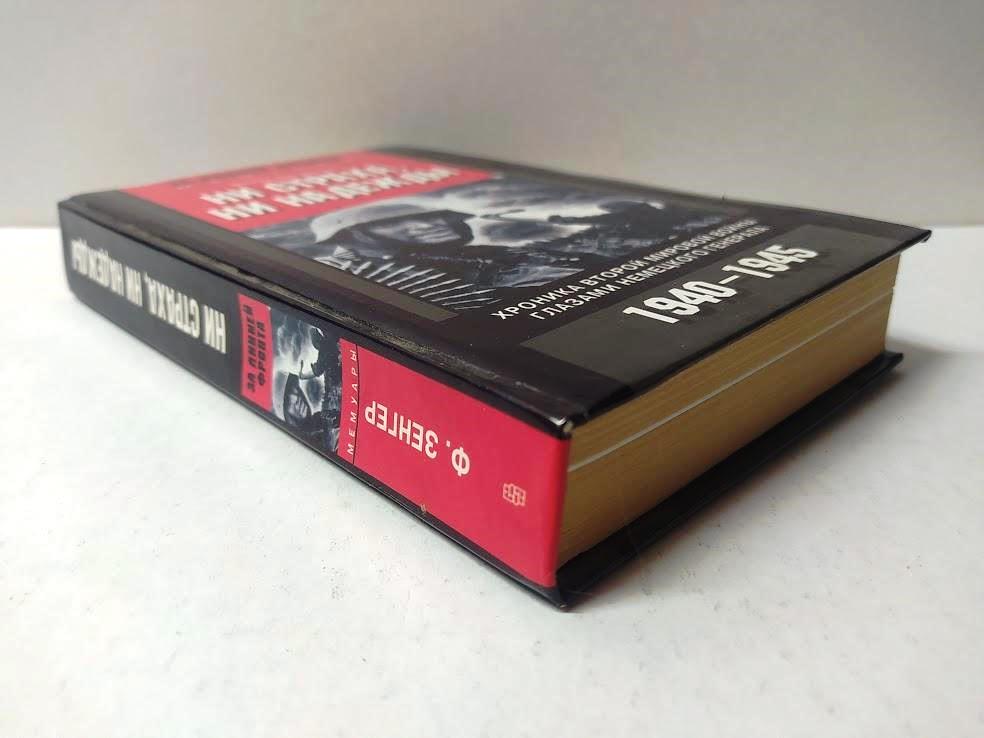 НИ СТРАХА,
НИ НАДЕЖДЫ
ХРОНИКА ВТОРОЙ МИРОВОЙ ВОЙНЫ
ГЛАЗАМИ НЕМЕЦКОГО ГЕНЕРАЛА
1940–1945
НИ СТРАХА, НИ НАДЕЖДЫ
ЗА ЛИНИЕЙ
ФРОНТА
МЕМУАРЫ
Ф. ЗЕНГЕР